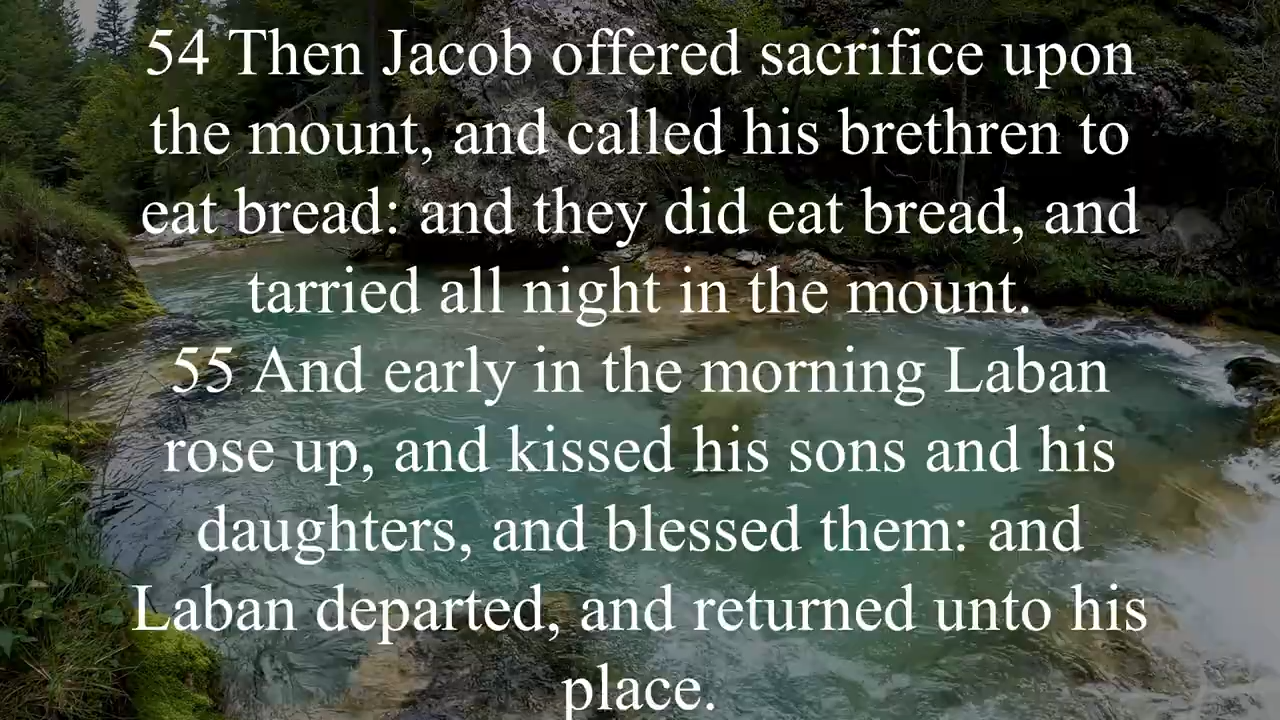 54 Then Jacob offered sacrifice upon
the mount, and called his brethren to
eat bread: and they did eat bread, and
tarried all night in the mount.
55 And early in the morning Laban
rose up, and kissed his sons and his
daughters, and blessed them: and
Laban departed, and returned unto his
place.